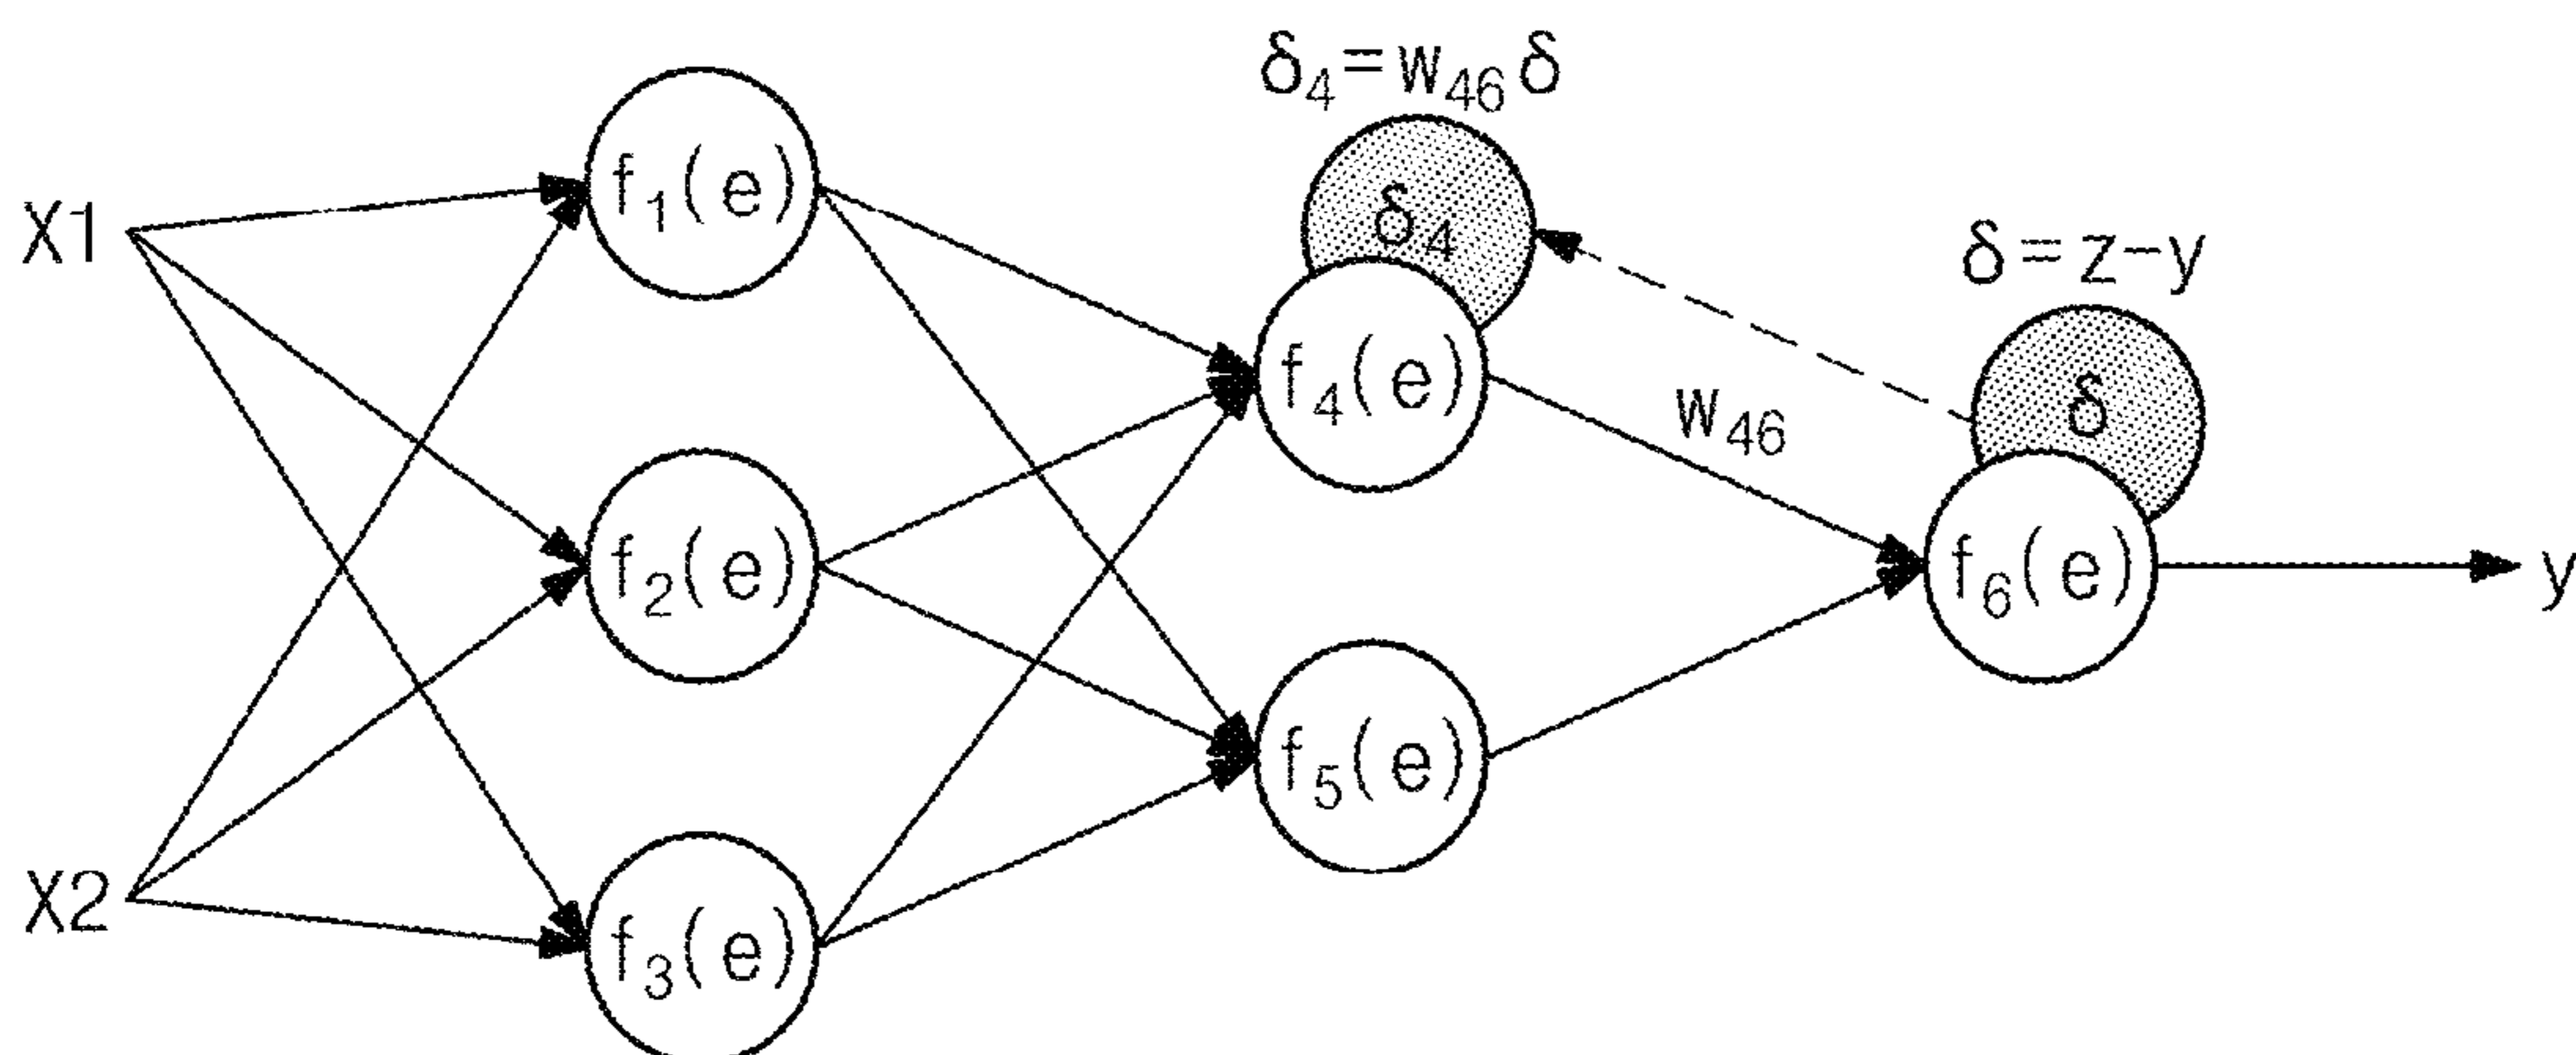 δ₄=w₄₆δ
f₁(e)
δ₄
X1
δ=z-y
f₄(e)
w₄₆
δ
f₂(e)
f₆(e)
y
f₅(e)
X2
f₃(e)